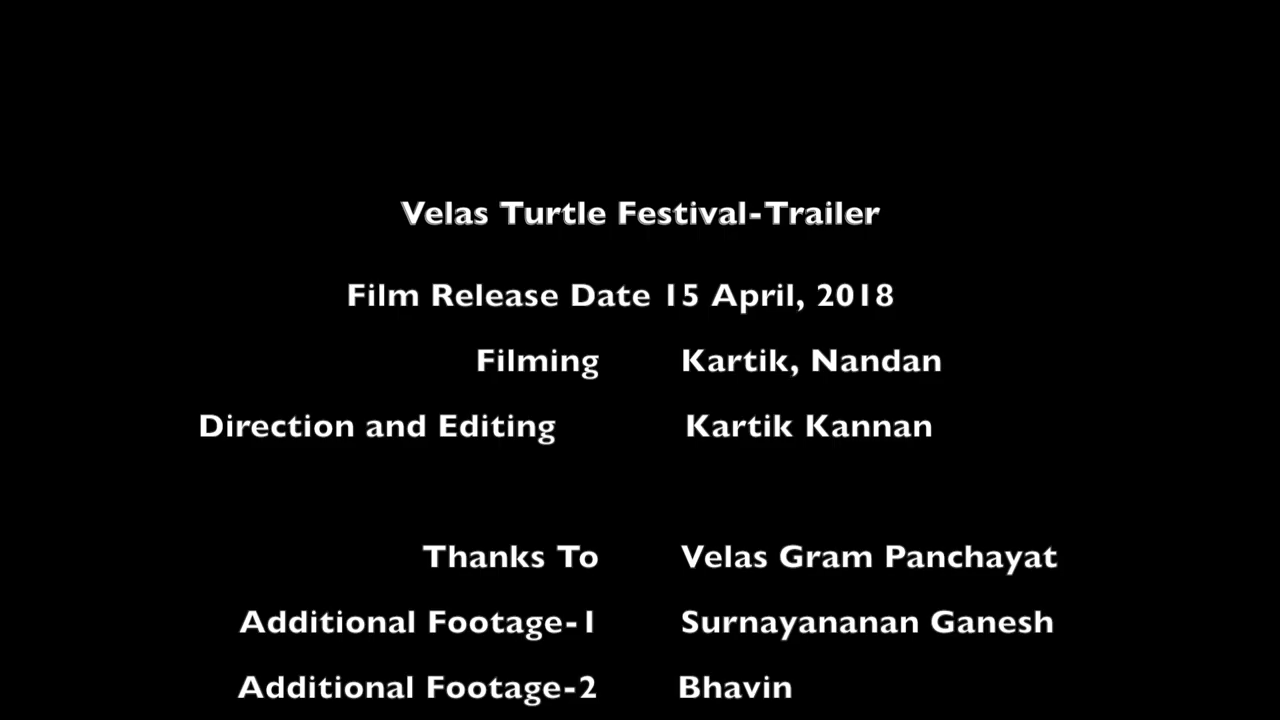 Velas Turtle Festival-Trailer
Film Release Date 15 April, 2018
Filming Kartik, Nandan
Direction and Editing Kartik Kannan
Thanks To Velas Gram Panchayat
Additional Footage-1 Surnayananan Ganesh
Additional Footage-2 Bhavin